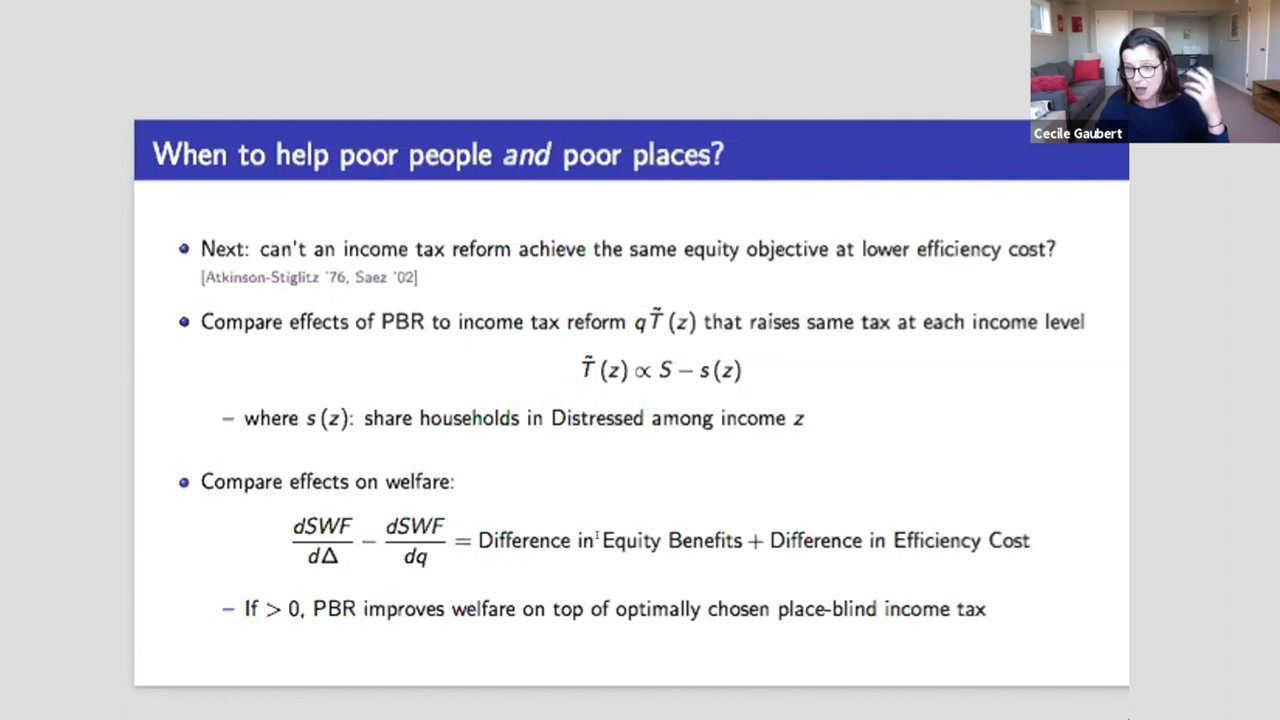 Cecile Gaubert
When to help poor people and poor places?
Next: can't an income tax reform achieve the same equity objective at lower efficiency cost?
[Atkinson-Stiglitz '76, Saez '02]
Compare effects of PBR to income tax reform qT̃(z) that raises same tax at each income level
T̃(z) ∝ S − s(z)
– where s(z): share households in Distressed among income z
Compare effects on welfare:
dSWF/dΔ − dSWF/dq = Difference in Equity Benefits + Difference in Efficiency Cost
– If > 0, PBR improves welfare on top of optimally chosen place-blind income tax